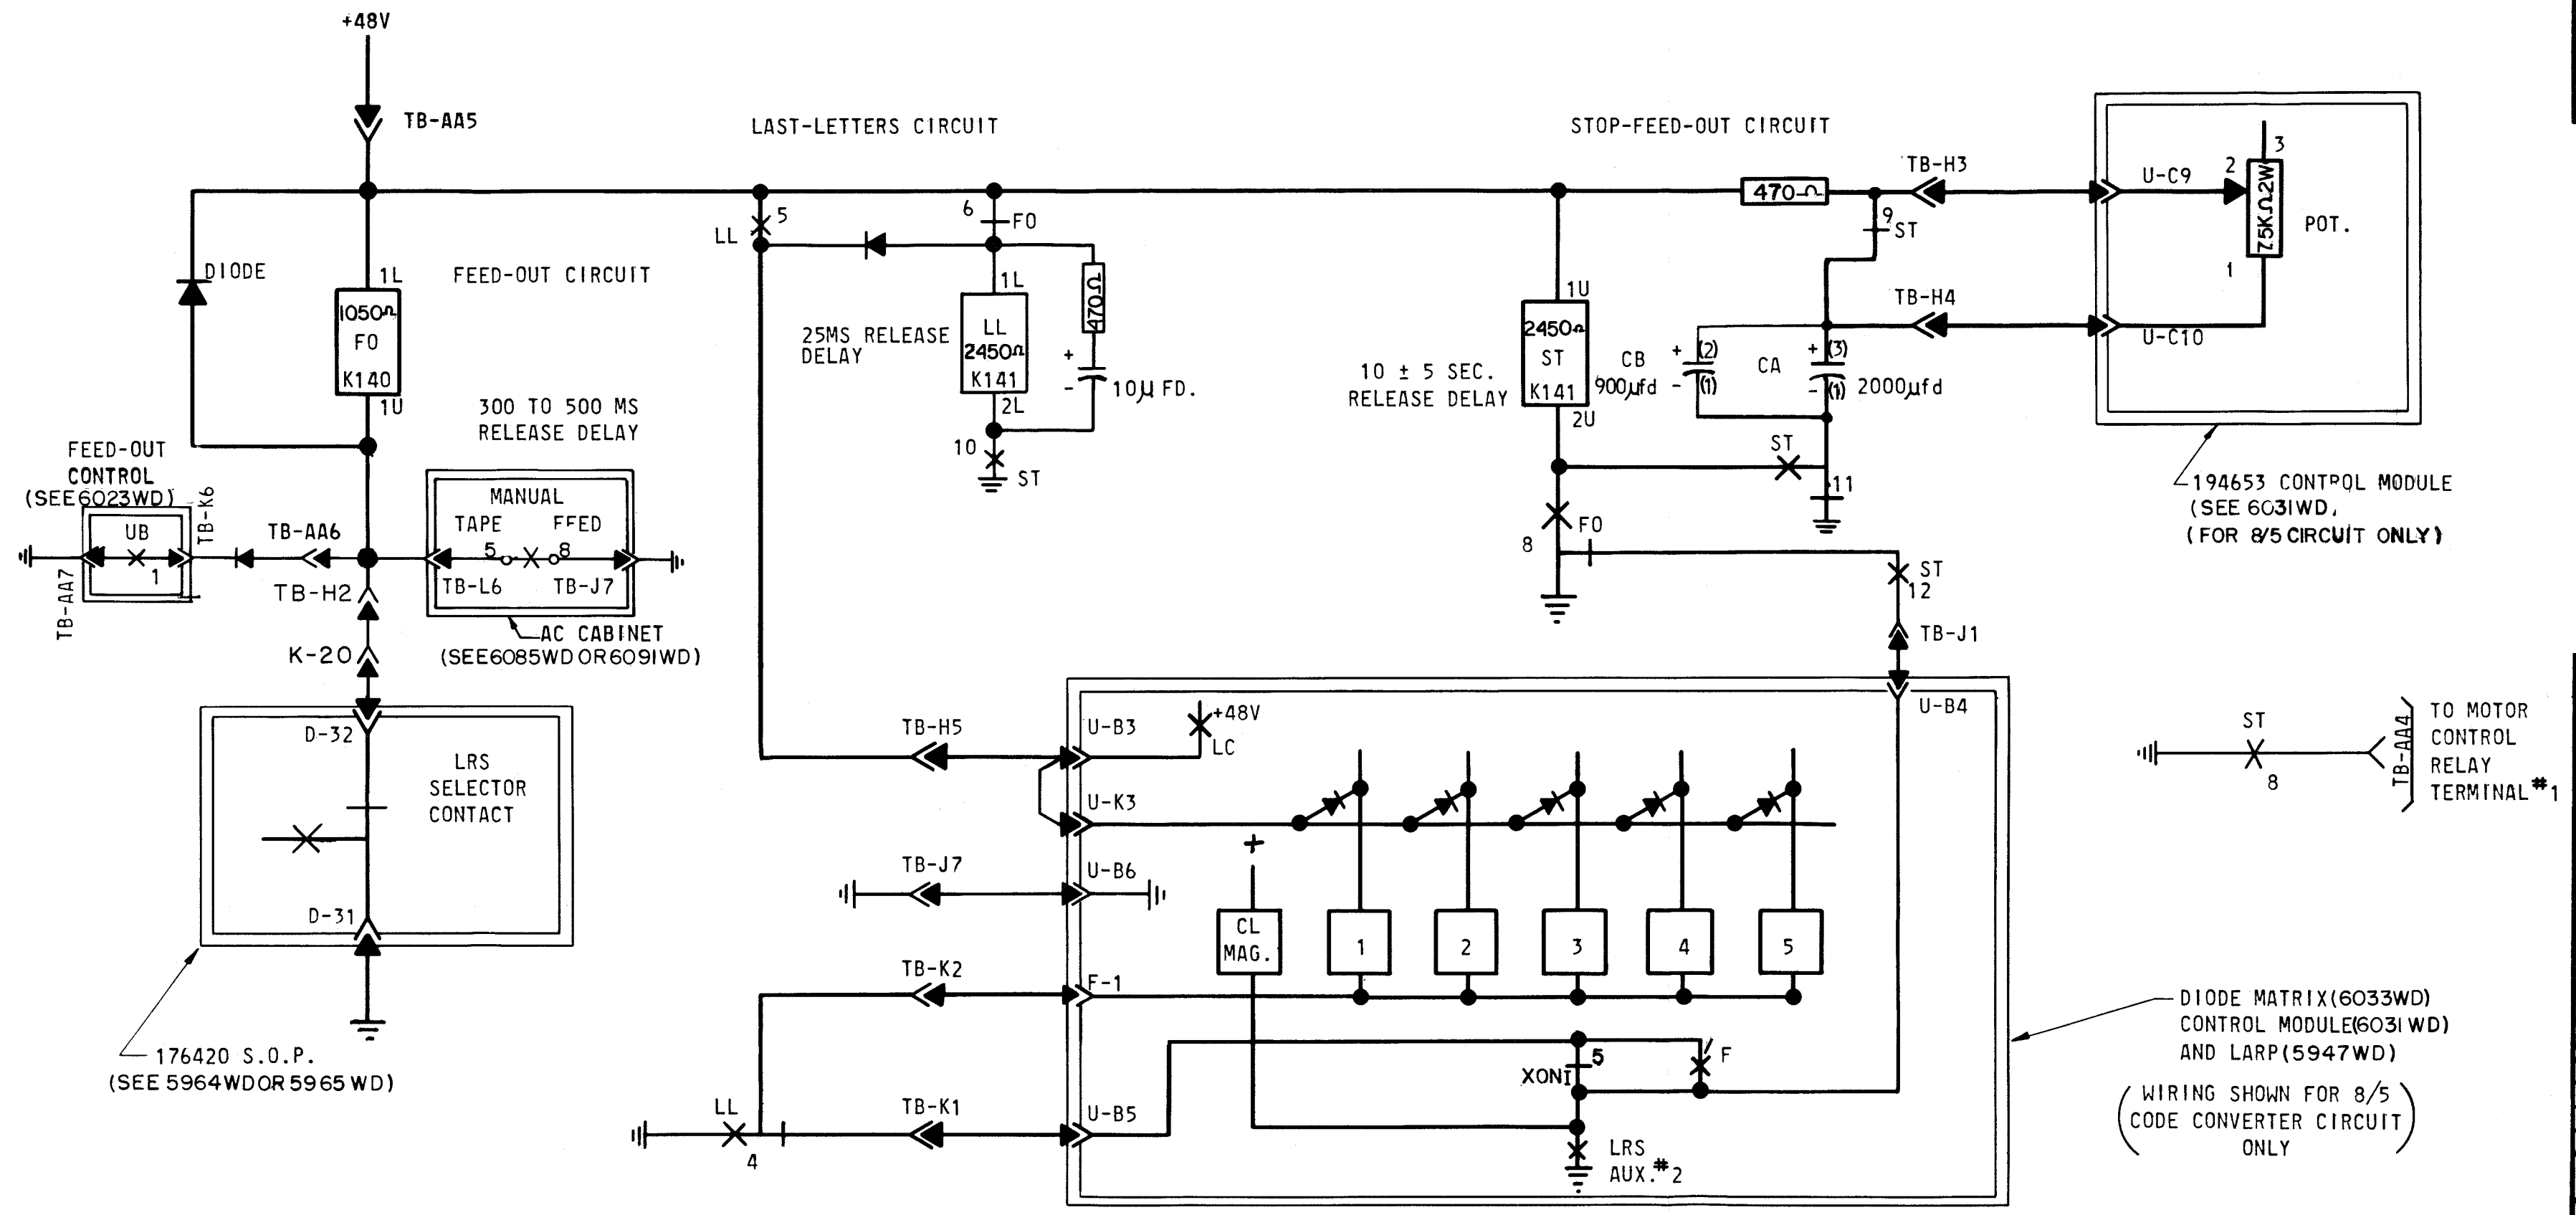 +48V
TB-AA5
LAST-LETTERS CIRCUIT
STOP-FEED-OUT CIRCUIT
DIODE
1L
1050Ω
FO
K140
1U
FEED-OUT CIRCUIT
300 TO 500 MS
RELEASE DELAY
FEED-OUT
CONTROL
(SEE 6023WD)
UB
1
TB-K6
TB-AA7
TB-AA6
TB-H2
K-20
MANUAL
TAPE FEED
5 8
TB-L6 TB-J7
AC CABINET
(SEE 6085WD OR 6091WD)
D-32
LRS
SELECTOR
CONTACT
D-31
176420 S.O.P.
(SEE 5964WD OR 5965WD)
LL
5
6
FO
1L
LL
2450Ω
K141
2L
470Ω
+
-
10µ FD.
25MS RELEASE
DELAY
10
ST
1U
2450Ω
ST
K141
2U
10 ± 5 SEC.
RELEASE DELAY
470Ω
9
ST
TB-H3
TB-H4
CB
900µfd
+ (2)
- (1)
CA
+ (3)
- (1)
2000µfd
ST
11
FO
8
ST
12
TB-J1
U-B4
U-C9
U-C10
2
3
1
7.5KΩ2W
POT.
194653 CONTROL MODULE
(SEE 6031WD,
(FOR 8/5 CIRCUIT ONLY)
TB-H5
U-B3
+48V
LC
U-K3
TB-J7
U-B6
+
CL
MAG.
1
2
3
4
5
TB-K2
F-1
5
XONI
F
LL
4
TB-K1
U-B5
LRS
AUX.#2
ST
8
TB-AA4
TO MOTOR
CONTROL
RELAY
TERMINAL #1
DIODE MATRIX (6033WD)
CONTROL MODULE (6031WD)
AND LARP (5947WD)
(WIRING SHOWN FOR 8/5
CODE CONVERTER CIRCUIT
ONLY)